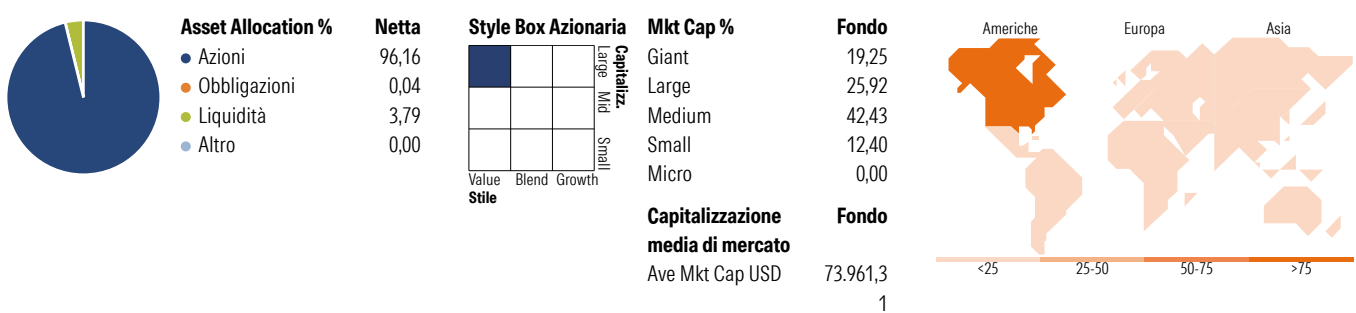 Asset Allocation % Netta
Azioni 96,16
Obbligazioni 0,04
Liquidità 3,79
Altro 0,00
Style Box Azionaria
Capitalizz.
Large Mid Small
Value Blend Growth
Stile
Mkt Cap % Fondo
Giant 19,25
Large 25,92
Medium 42,43
Small 12,40
Micro 0,00
Capitalizzazione Fondo
media di mercato
Ave Mkt Cap USD 73.961,3
1
Americhe Europa Asia
<25 25-50 50-75 >75